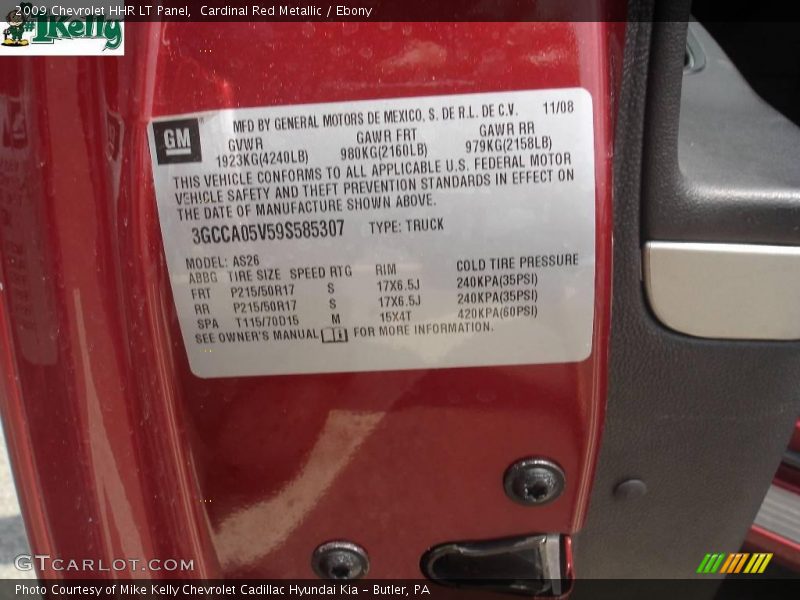 2009 Chevrolet HHR LT Panel,  Cardinal Red Metallic / Ebony
#1 Kelly
GM
MFD BY GENERAL MOTORS DE MEXICO, S. DE R.L. DE C.V. 11/08
GVWR GAWR FRT GAWR RR
1923KG(4240LB) 980KG(2160LB) 979KG(2158LB)
THIS VEHICLE CONFORMS TO ALL APPLICABLE U.S. FEDERAL MOTOR
VEHICLE SAFETY AND THEFT PREVENTION STANDARDS IN EFFECT ON
THE DATE OF MANUFACTURE SHOWN ABOVE.
3GCCA05V59S585307 TYPE: TRUCK
MODEL: AS26
ABBG TIRE SIZE SPEED RTG RIM COLD TIRE PRESSURE
FRT P215/50R17 S 17X6.5J 240KPA(35PSI)
RR P215/50R17 S 17X6.5J 240KPA(35PSI)
SPA T115/70D15 M 15X4T 420KPA(60PSI)
SEE OWNER'S MANUAL FOR MORE INFORMATION.
GTCARLOT.COM
Photo Courtesy of Mike Kelly Chevrolet Cadillac Hyundai Kia – Butler, PA